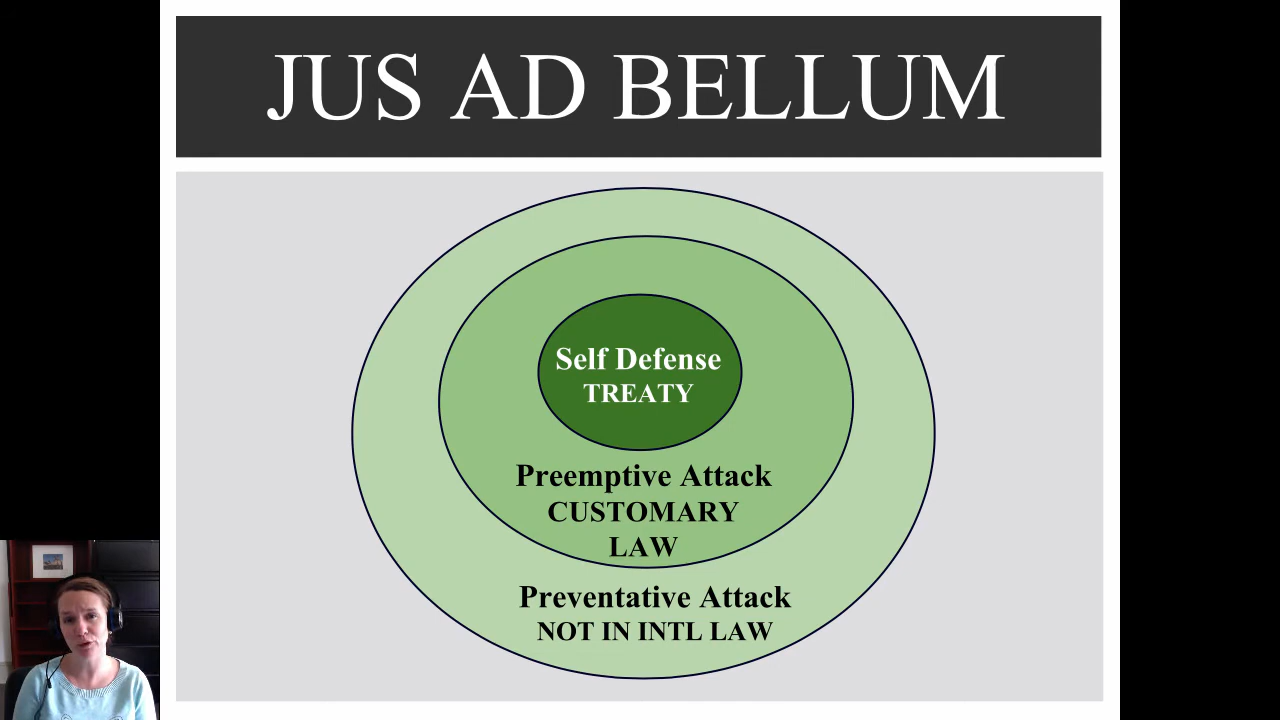 JUS AD BELLUM
Self Defense
TREATY
Preemptive Attack
CUSTOMARY
LAW
Preventative Attack
NOT IN INTL LAW